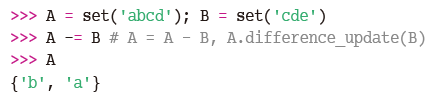 >>> A = set('abcd'); B = set('cde')
>>> A -= B # A = A - B, A.difference_update(B)
>>> A
{'b', 'a'}